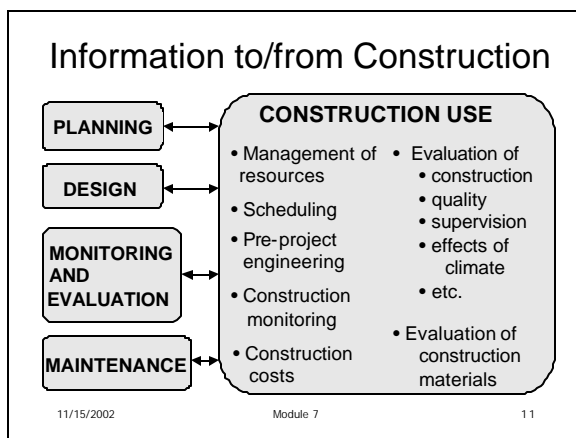 Information to/from Construction
PLANNING
DESIGN
MONITORING
AND
EVALUATION
MAINTENANCE
CONSTRUCTION USE
• Management of
resources
• Scheduling
• Pre-project
engineering
• Construction
monitoring
• Construction
costs
• Evaluation of
• construction
• quality
• supervision
• effects of
climate
• etc.
• Evaluation of
construction
materials
11/15/2002
Module 7
11